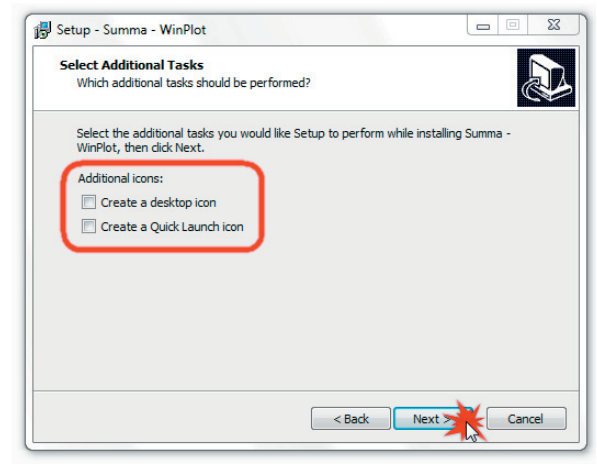 Setup - Summa - WinPlot
Select Additional Tasks
Which additional tasks should be performed?
Select the additional tasks you would like Setup to perform while installing Summa -
WinPlot, then click Next.
Additional icons:
Create a desktop icon
Create a Quick Launch icon
< Back
Next >
Cancel